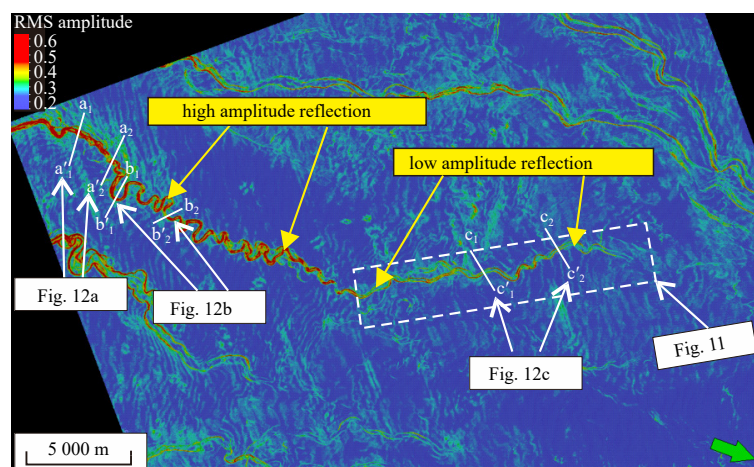 RMS amplitude
0.6
0.5
0.4
0.3
0.2
a₁
a₂
high amplitude reflection
low amplitude reflection
a′₁
a′₂
b₁
b′₁
b₂
b′₂
c₁
c₂
c′₁
c′₂
Fig. 12a
Fig. 12b
Fig. 12c
Fig. 11
5 000 m